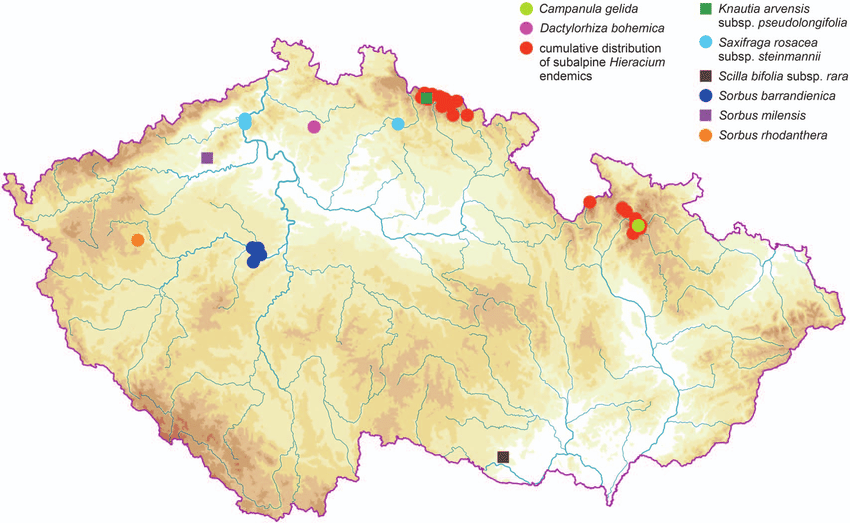 Campanula gelida
Dactylorhiza bohemica
cumulative distribution
of subalpine Hieracium
endemics
Knautia arvensis
subsp. pseudolongifolia
Saxifraga rosacea
subsp. steinmannii
Scilla bifolia subsp. rara
Sorbus barrandienica
Sorbus milensis
Sorbus rhodanthera